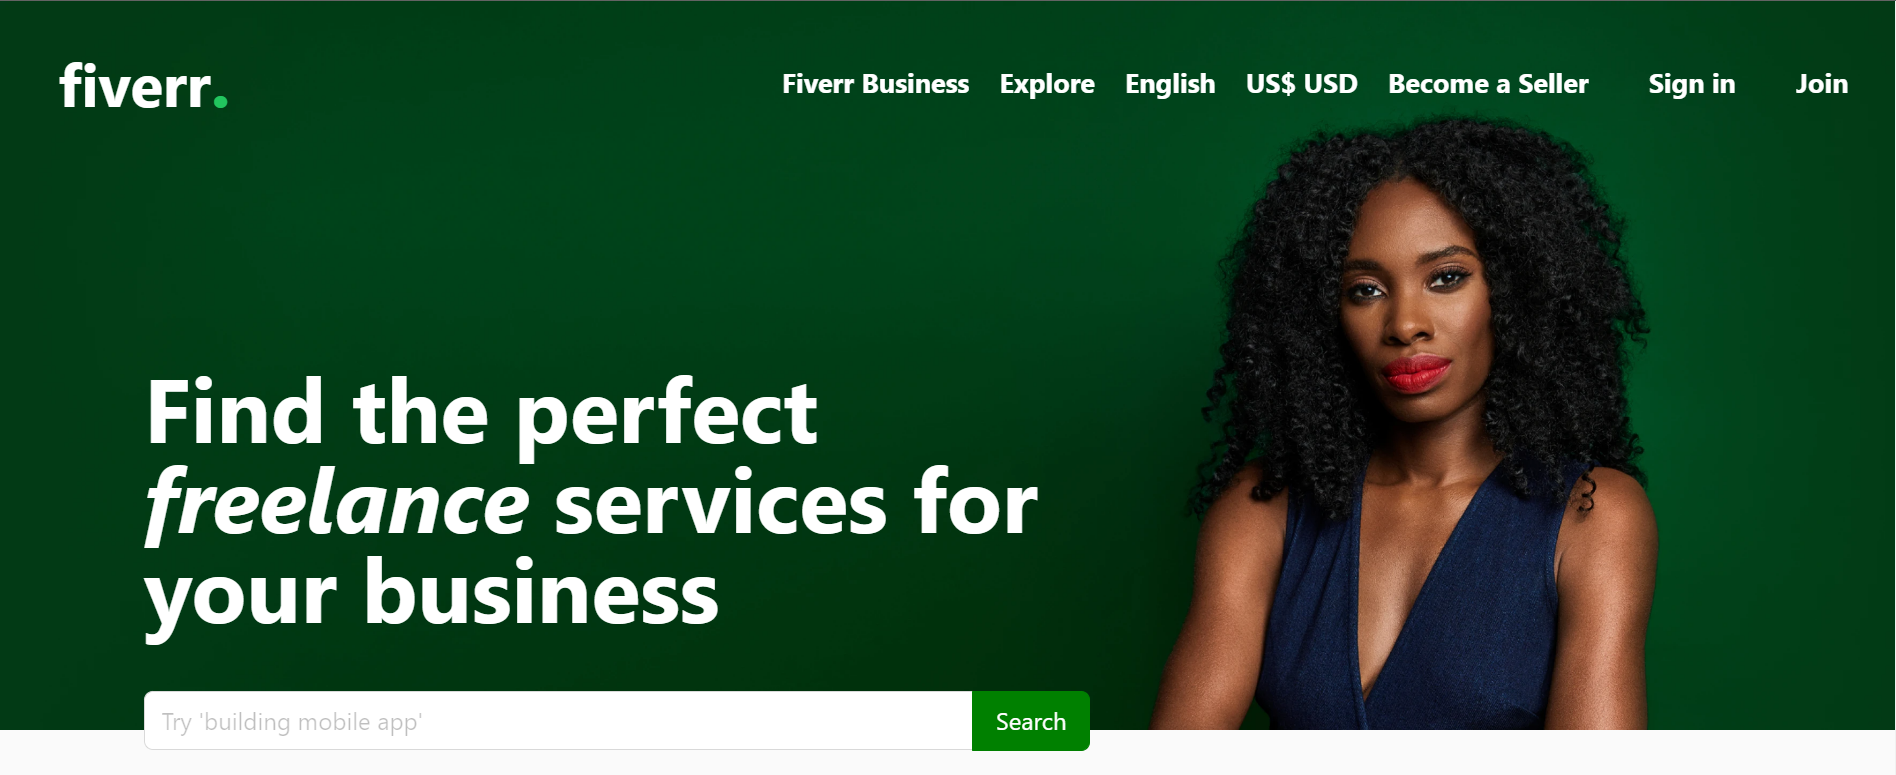 fiverr.
Fiverr Business Explore English US$ USD Become a Seller Sign in Join
Find the perfect
freelance services for
your business
Try 'building mobile app'
Search